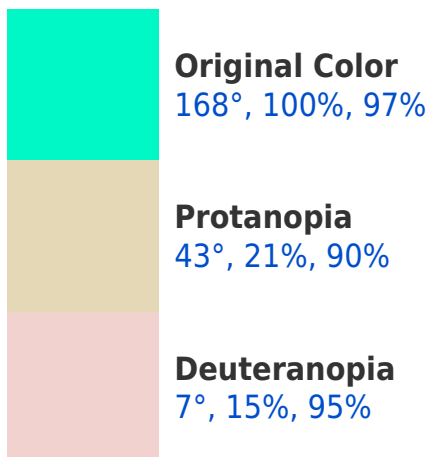 Original Color
168°, 100%, 97%
Protanopia
43°, 21%, 90%
Deuteranopia
7°, 15%, 95%